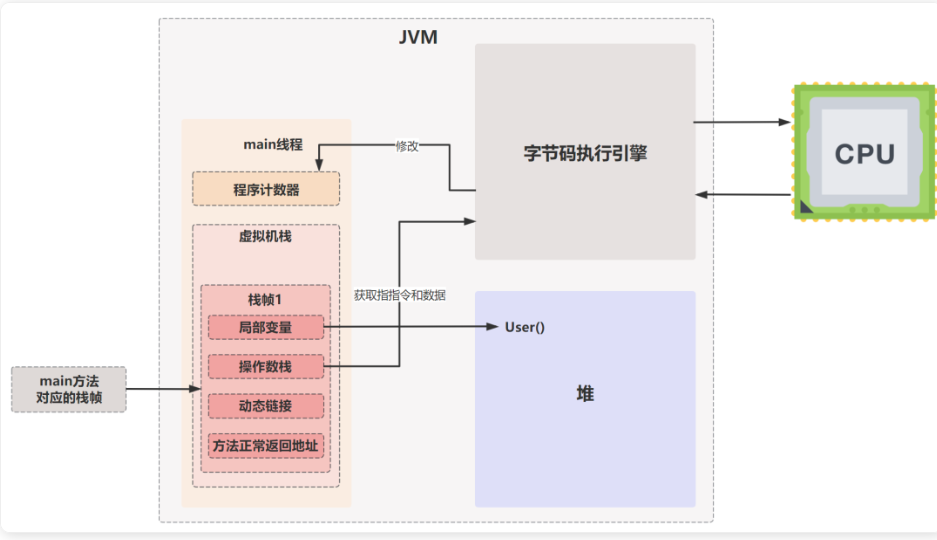 JVM
main线程
修改
程序计数器
字节码执行引擎
CPU
虚拟机栈
栈帧1
获取指指令和数据
局部变量
User()
操作数栈
main方法
对应的栈帧
动态链接
堆
方法正常返回地址